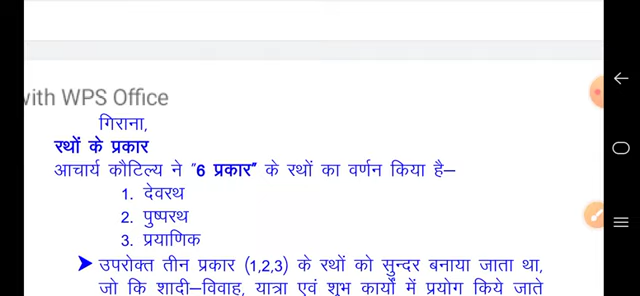 with WPS Office
गिराना,
रथों के प्रकार
आचार्य कौटिल्य ने "6 प्रकार" के रथों का वर्णन किया है–
1. देवरथ
2. पुष्परथ
3. प्रयाणिक
➤ उपरोक्त तीन प्रकार (1,2,3) के रथों को सुन्दर बनाया जाता था,
जो कि शादी–विवाह, यात्रा एवं शुभ कार्यो में प्रयोग किये जाते